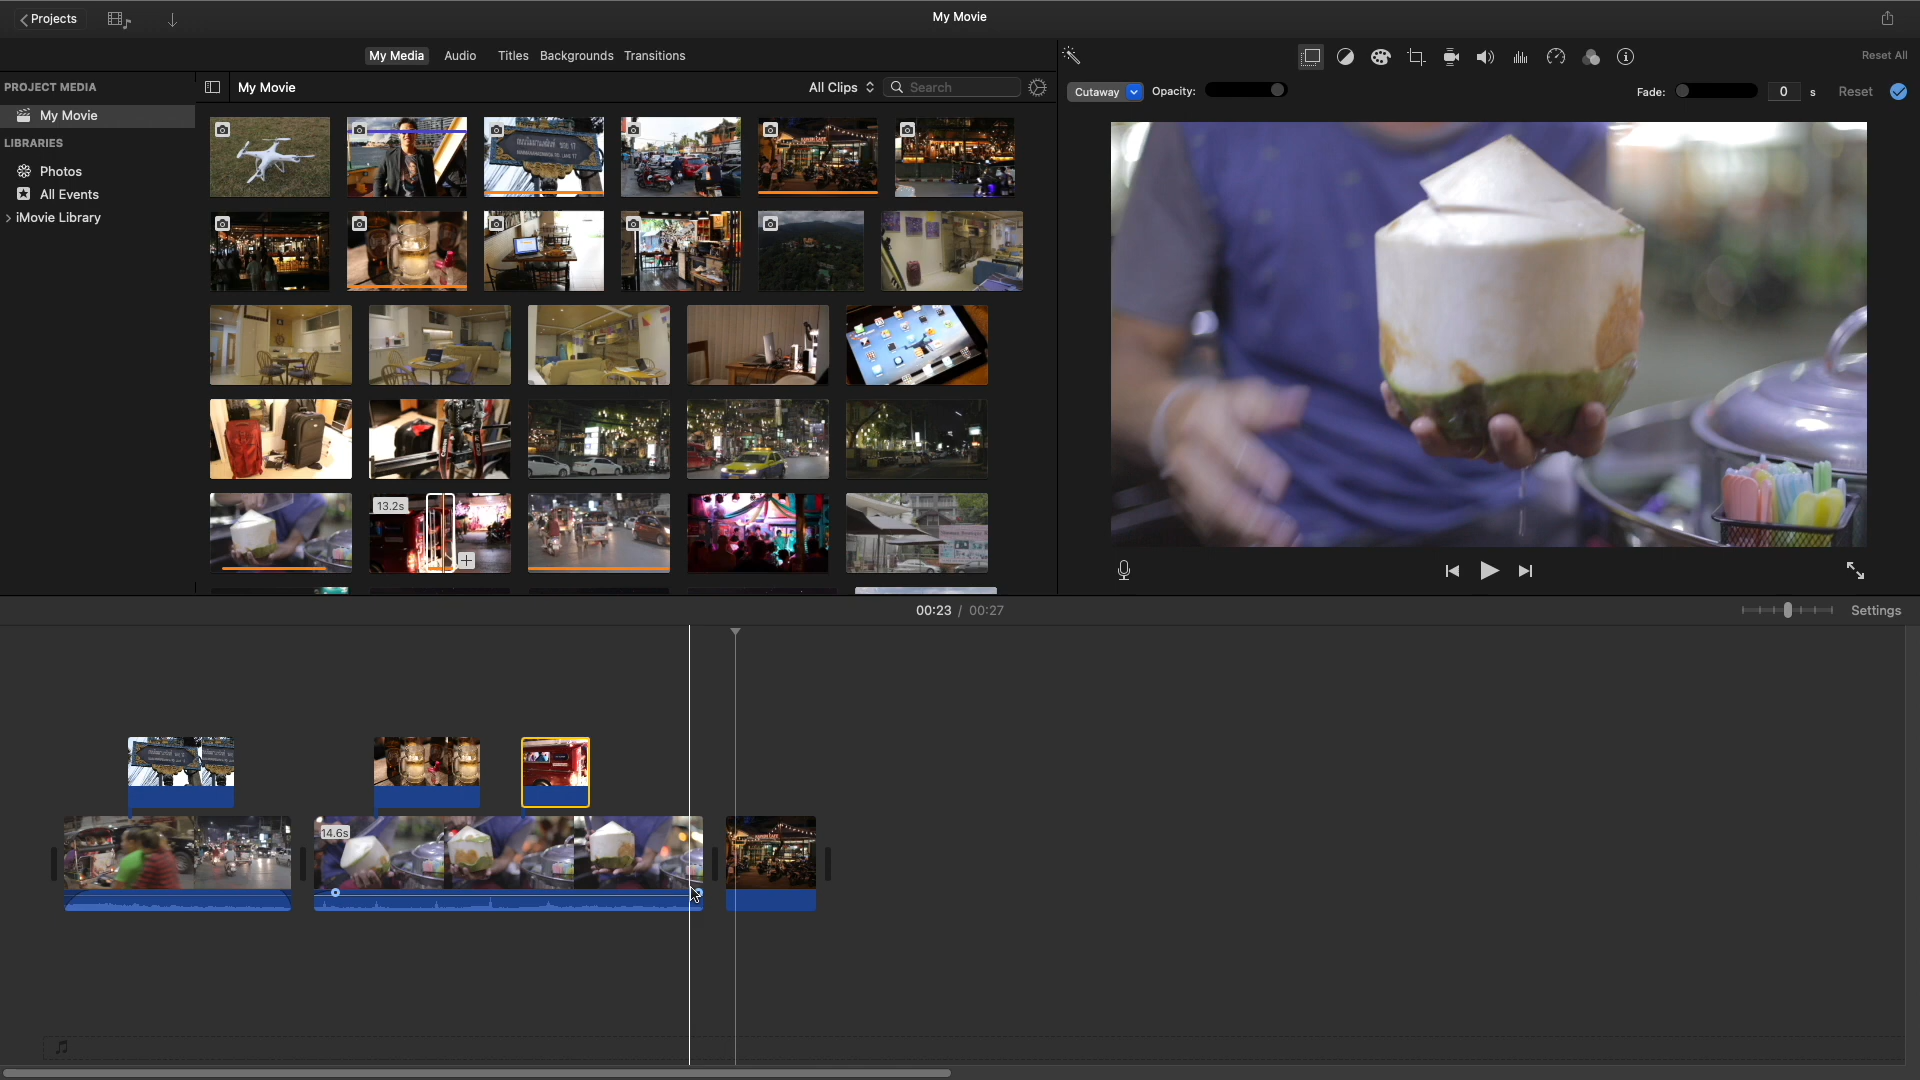 Projects
My Movie
My Media
Audio
Titles
Backgrounds
Transitions
Reset All
PROJECT MEDIA
My Movie
All Clips
Search
Cutaway
Opacity:
Fade:
0
s
Reset
My Movie
LIBRARIES
Photos
All Events
iMovie Library
13.2s
00:23 / 00:27
Settings
14.6s